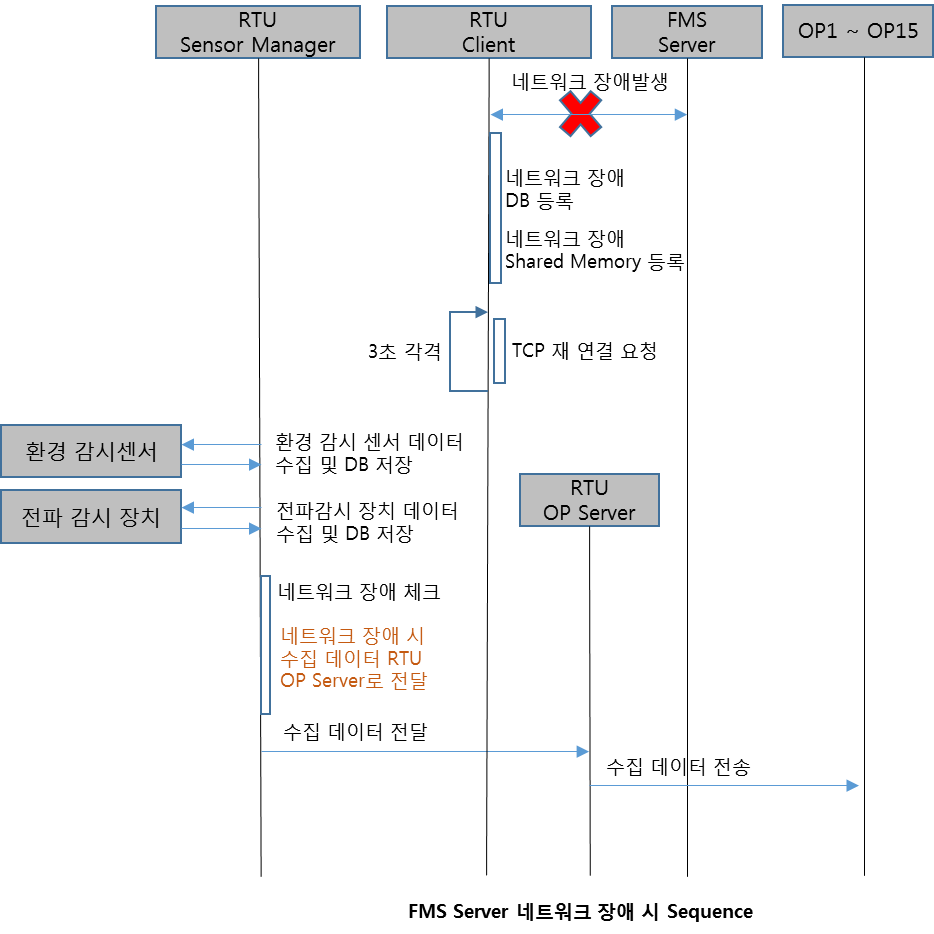 RTU
Sensor Manager
RTU
Client
FMS
Server
OP1 ~ OP15
네트워크 장애발생
네트워크 장애
DB 등록
네트워크 장애
Shared Memory 등록
3초 각격
TCP 재 연결 요청
환경 감시센서
환경 감시 센서 데이터
수집 및 DB 저장
전파 감시 장치
전파감시 장치 데이터
수집 및 DB 저장
RTU
OP Server
네트워크 장애 체크
네트워크 장애 시
수집 데이터 RTU
OP Server로 전달
수집 데이터 전달
수집 데이터 전송
FMS Server 네트워크 장애 시 Sequence